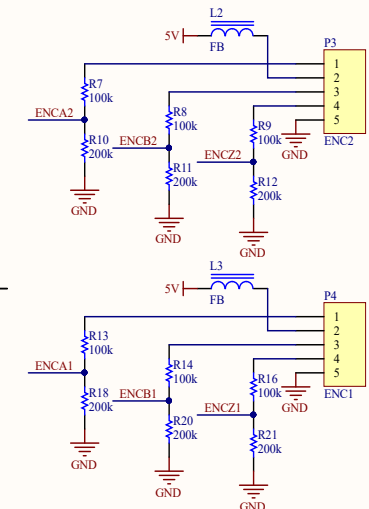 L2
5V
FB
P3
1
2
3
4
5
ENC2
R7
100k
ENCA2
R8
100k
R9
100k
R10
200k
ENCB2
ENCZ2
R11
200k
R12
200k
GND
GND
GND
GND
L3
5V
FB
P4
1
2
3
4
5
ENC1
R13
100k
ENCA1
R14
100k
R16
100k
R18
200k
ENCB1
ENCZ1
R20
200k
R21
200k
GND
GND
GND
GND